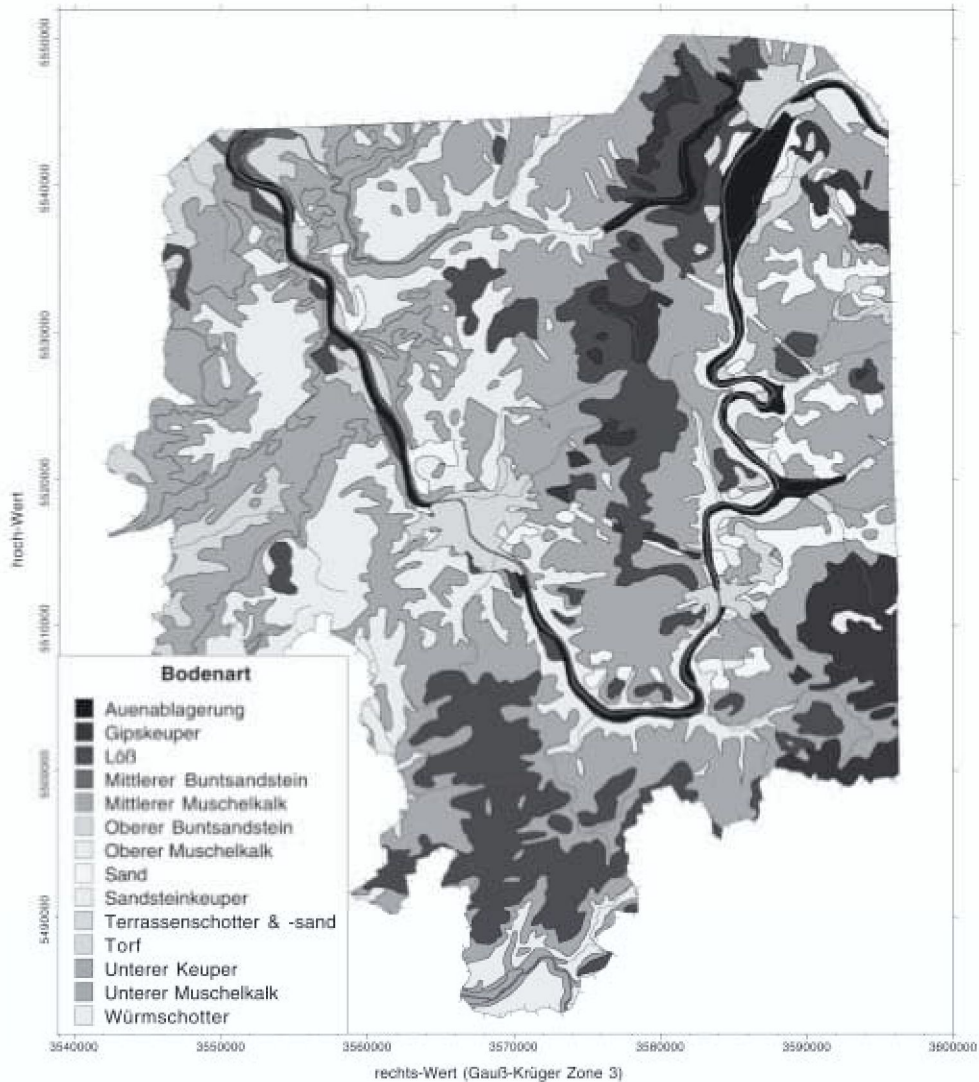 5550000
5540000
5530000
5520000
5510000
5500000
5490000
hoch-Wert
Bodenart
Auenablagerung
Gipskeuper
Löß
Mittlerer Buntsandstein
Mittlerer Muschelkalk
Oberer Buntsandstein
Oberer Muschelkalk
Sand
Sandsteinkeuper
Terrassenschotter & -sand
Torf
Unterer Keuper
Unterer Muschelkalk
Würmschotter
3540000 3550000 3560000 3570000 3580000 3590000 3600000
rechts-Wert (Gauß-Krüger Zone 3)